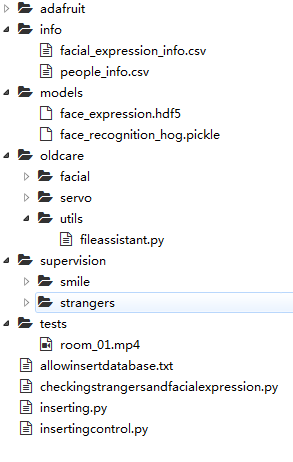 adafruit
info
facial_expression_info.csv
people_info.csv
models
face_expression.hdf5
face_recognition_hog.pickle
oldcare
facial
servo
utils
fileassistant.py
supervision
smile
strangers
tests
room_01.mp4
allowinsertdatabase.txt
checkingstrangersandfacialexpression.py
inserting.py
insertingcontrol.py